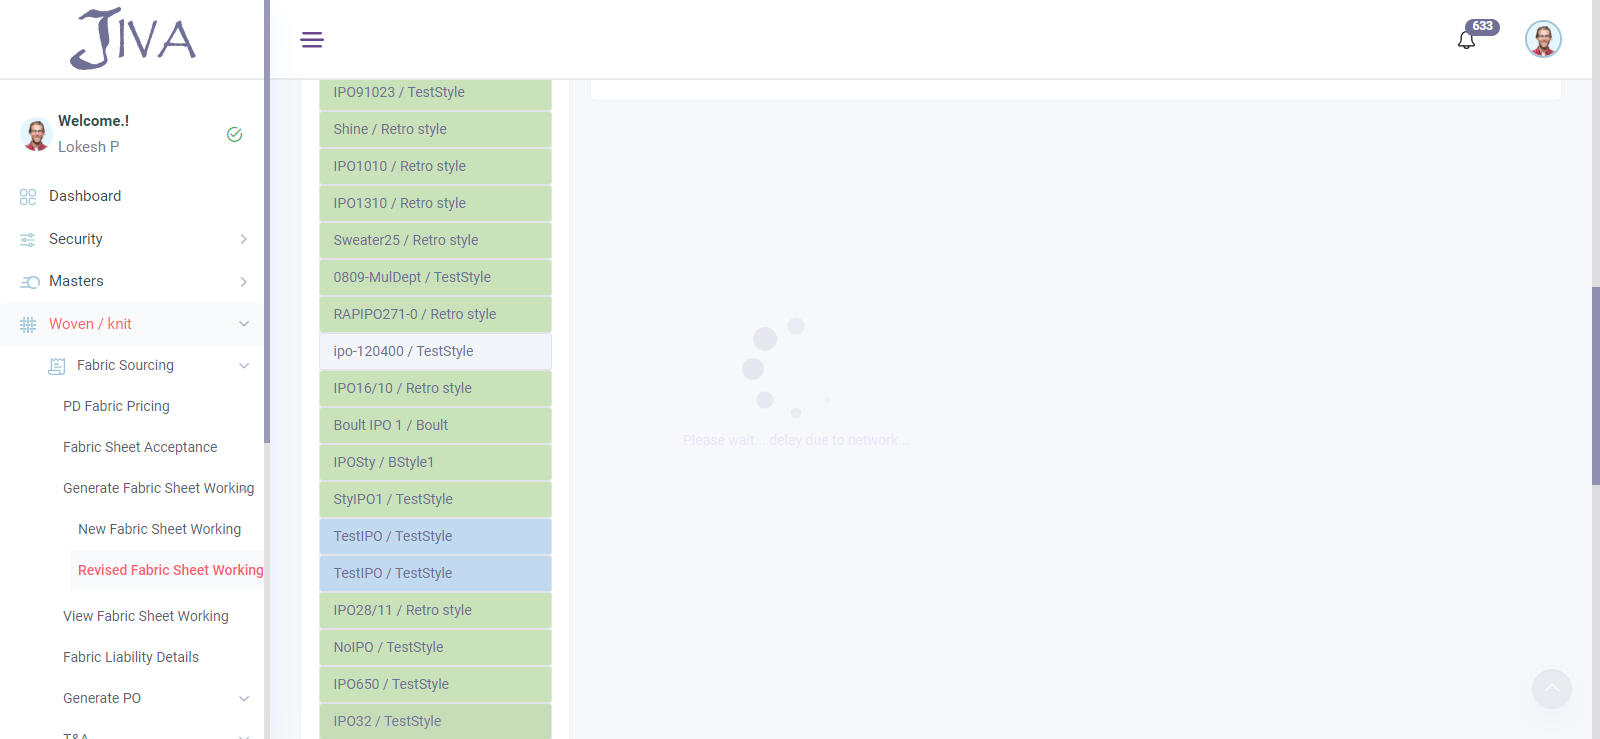 JIVA
633
Welcome.!
Lokesh P
Dashboard
Security
Masters
Woven / knit
Fabric Sourcing
PD Fabric Pricing
Fabric Sheet Acceptance
Generate Fabric Sheet Working
New Fabric Sheet Working
Revised Fabric Sheet Working
View Fabric Sheet Working
Fabric Liability Details
Generate PO
T&A
IPO91023 / TestStyle
Shine / Retro style
IPO1010 / Retro style
IPO1310 / Retro style
Sweater25 / Retro style
0809-MulDept / TestStyle
RAPIPO271-0 / Retro style
ipo-120400 / TestStyle
IPO16/10 / Retro style
Boult IPO 1 / Boult
IPOSty / BStyle1
StyIPO1 / TestStyle
TestIPO / TestStyle
TestIPO / TestStyle
IPO28/11 / Retro style
NoIPO / TestStyle
IPO650 / TestStyle
IPO32 / TestStyle
Please wait... delay due to network...